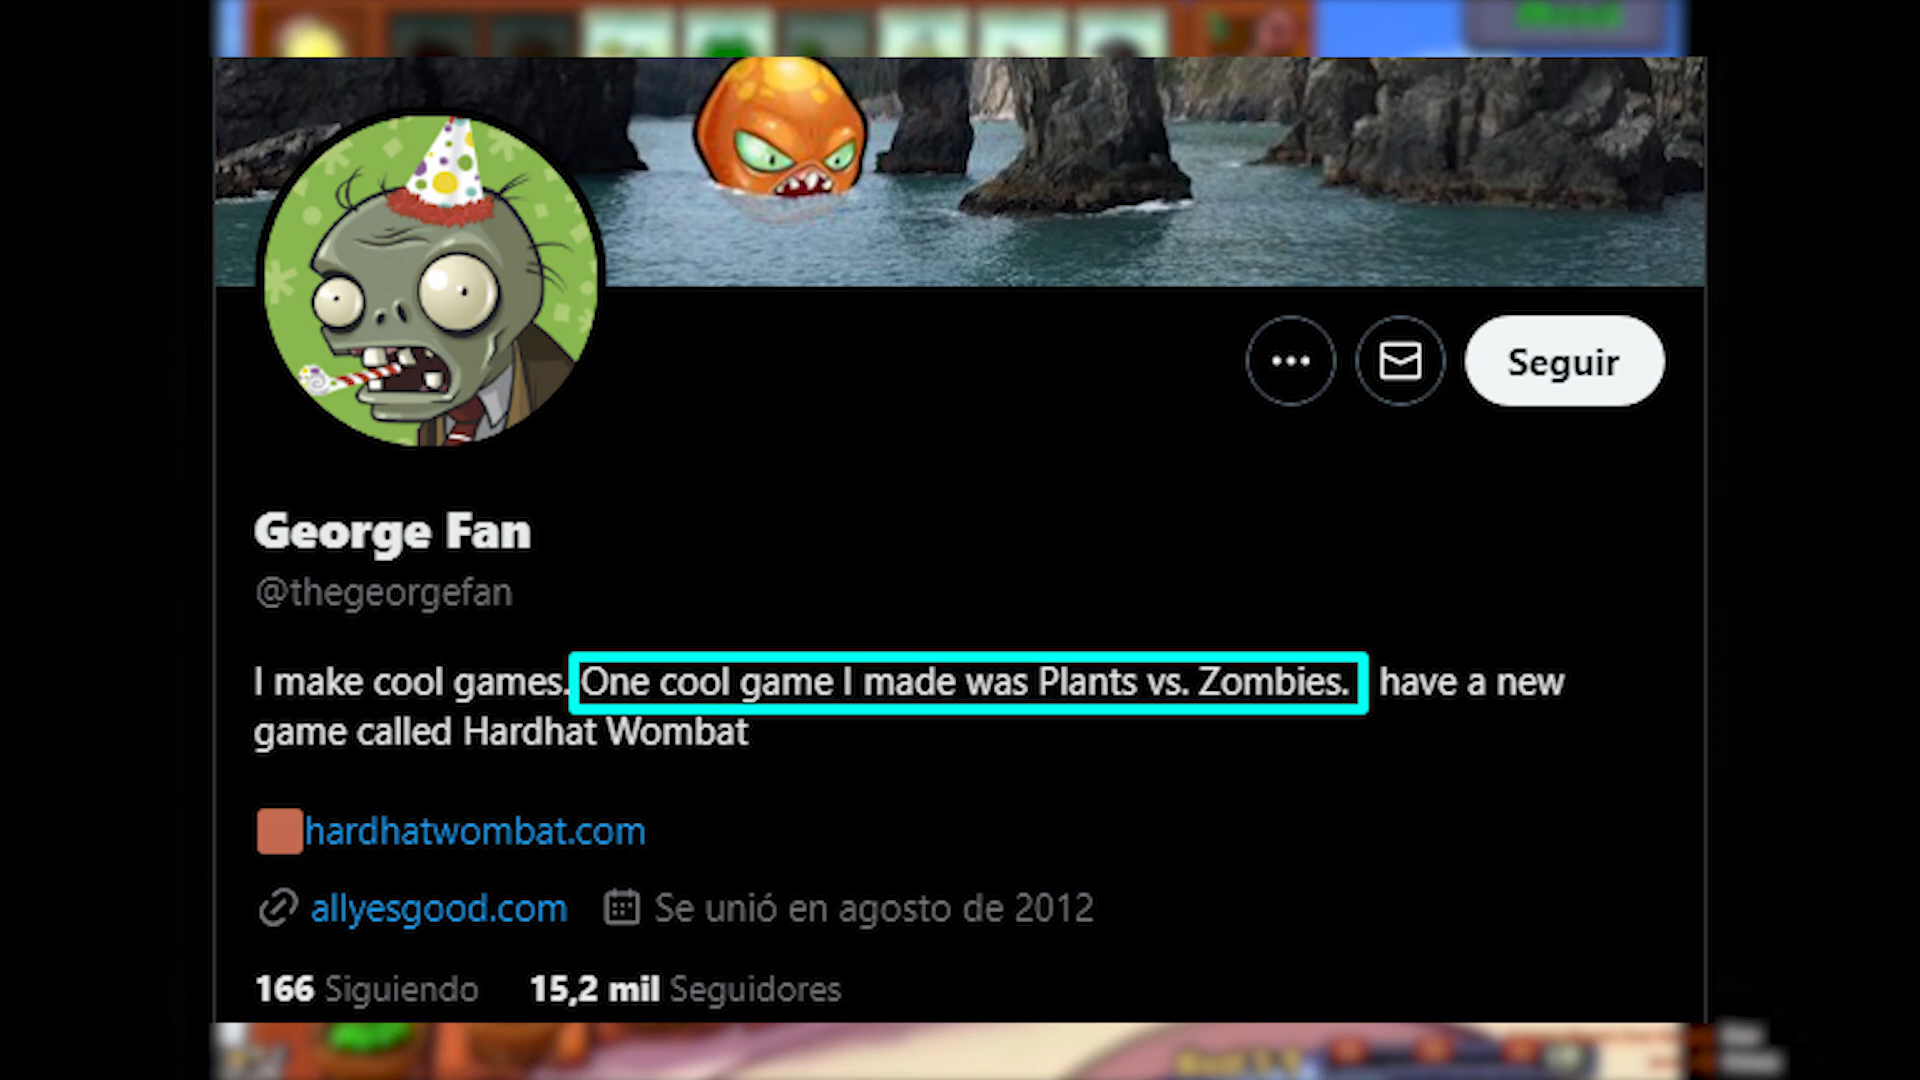 Seguir
George Fan
@thegeorgefan
I make cool games. One cool game I made was Plants vs. Zombies. have a new
game called Hardhat Wombat
hardhatwombat.com
allyesgood.com Se unió en agosto de 2012
166 Siguiendo 15,2 mil Seguidores